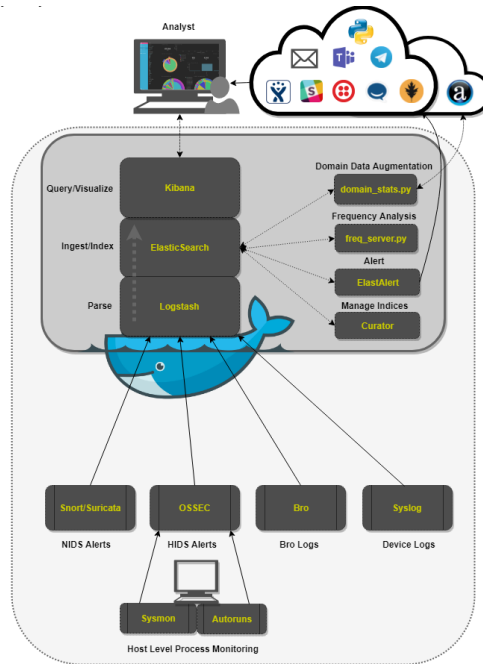 Analyst
S
a
Domain Data Augmentation
Query/Visualize
Kibana
domain_stats.py
Frequency Analysis
Ingest/Index
ElasticSearch
freq_server.py
Alert
ElastAlert
Parse
Logstash
Manage Indices
Curator
Snort/Suricata
OSSEC
Bro
Syslog
NIDS Alerts
HIDS Alerts
Bro Logs
Device Logs
Sysmon
Autoruns
Host Level Process Monitoring